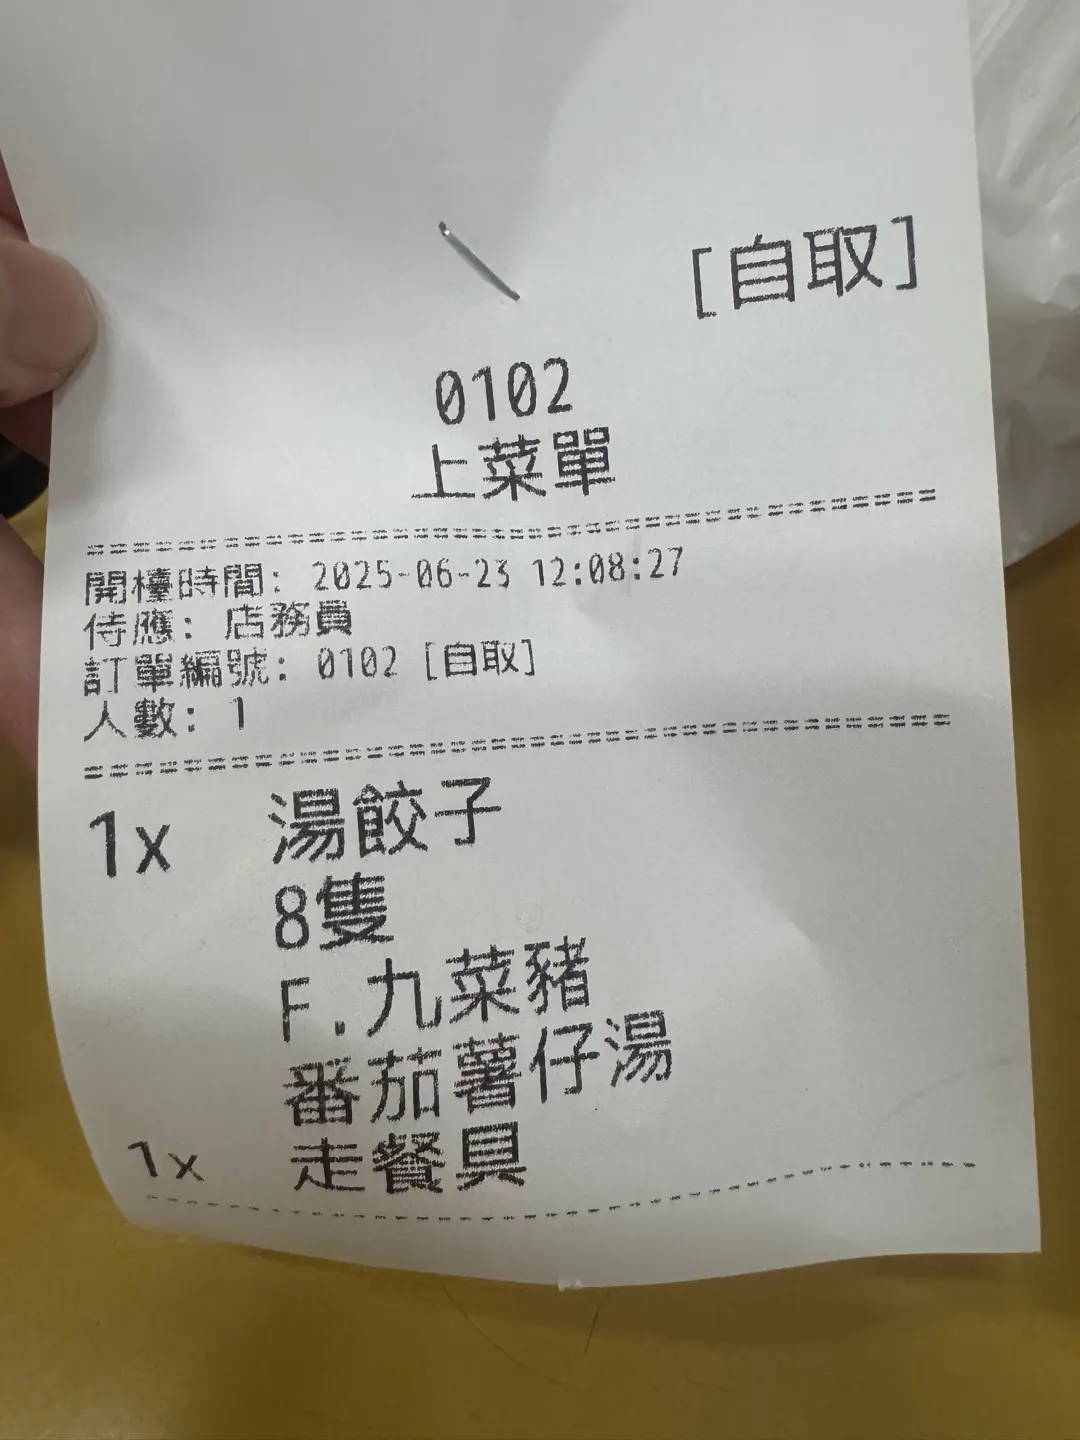 [自取]
0102
上菜單
================================================
開檯時間: 2025-06-23 12:08:27
侍應: 店務員
訂單編號: 0102 [自取]
人數: 1
================================================
1x 湯餃子
8隻
F.九菜豬
番茄薯仔湯
1x 走餐具
------------------------------------------------